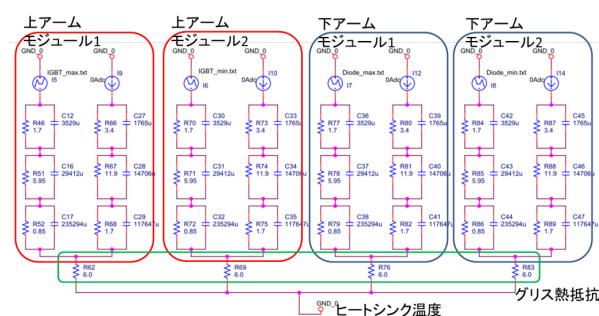 上アーム
モジュール1
GND_0
GND_0
IGBT_max.txt
I5
I9
0Adc
R46
1.7
C12
3529u
R66
3.4
C27
1765u
R51
5.95
C16
29412u
R67
11.9
C28
14706u
R52
0.85
C17
235294u
R68
1.7
C29
117647u
R62
6.0
上アーム
モジュール2
GND_0
GND_0
IGBT_min.txt
I6
I10
0Adc
R70
1.7
C30
3529u
R73
3.4
C33
1765u
R71
5.95
C31
29412u
R74
11.9
C34
14706u
R72
0.85
C32
235294u
R75
1.7
C35
117647u
R69
6.0
下アーム
モジュール1
GND_0
GND_0
Diode_max.txt
I7
I12
0Adc
R77
1.7
C36
3529u
R80
3.4
C39
1765u
R78
5.95
C37
29412u
R81
11.9
C40
14706u
R79
0.85
C38
235294u
R82
1.7
C41
117647u
R76
6.0
下アーム
モジュール2
GND_0
GND_0
Diode_min.txt
I8
I14
0Adc
R84
1.7
C42
3529u
R87
3.4
C45
1765u
R85
5.95
C43
29412u
R88
11.9
C46
14706u
R86
0.85
C44
235294u
R89
1.7
C47
117647u
R83
6.0
グリス熱抵抗
GND_0
ヒートシンク温度